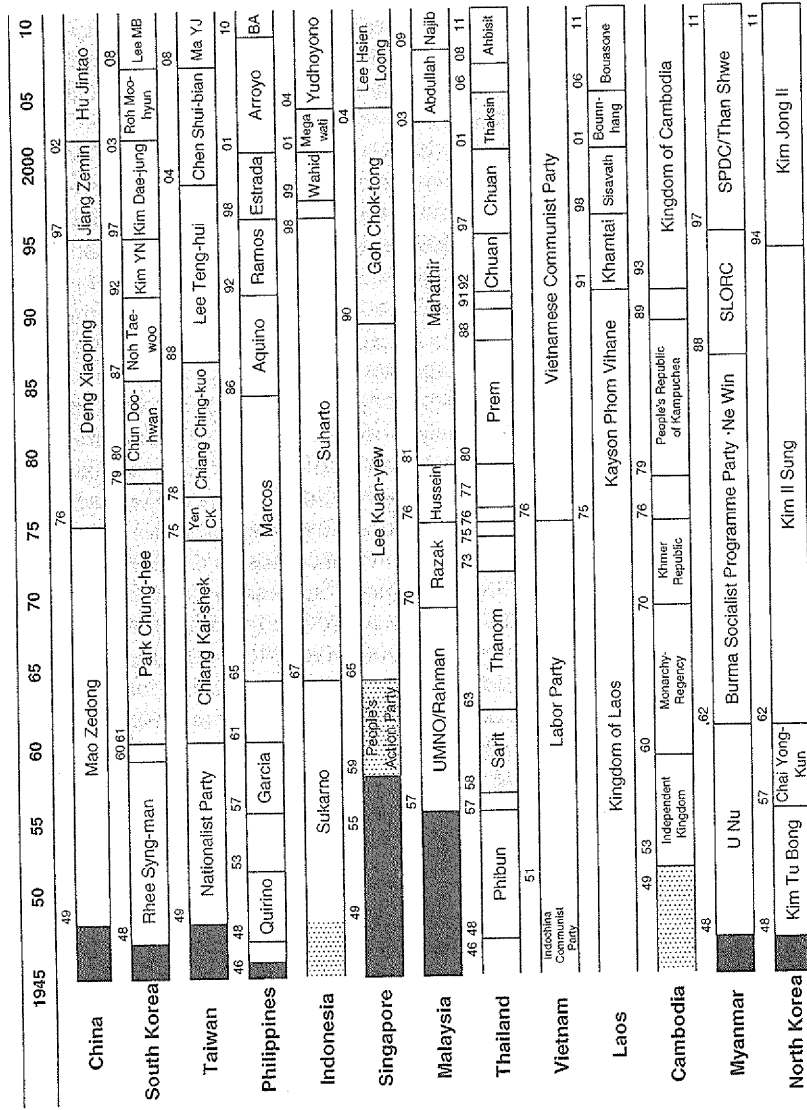 1945 50 55 60 65 70 75 80 85 90 95 2000 05 10
49 76 97 02
China Mao Zedong Deng Xiaoping Jiang Zemin Hu Jintao
48 60 61 79 80 87 92 97 03 08
South Korea Rhee Syng-man Park Chung-hee Chun Doo-hwan Noh Tae-woo Kim YN Kim Dae-jung Roh Moo-hyun Lee MB
49 75 78 88 04 08
Taiwan Nationalist Party Chiang Kai-shek Yen CK Chiang Ching-kuo Lee Teng-hui Chen Shui-bian Ma YJ
46 48 53 57 61 65 86 92 98 01 10
Philippines Quirino Garcia Marcos Aquino Ramos Estrada Arroyo BA
67 98 99 01 04
Indonesia Sukarno Suharto Wahid Mega wati Yudhoyono
49 55 59 65 90 04
Singapore People's Action Party Lee Kuan-yew Goh Chok-tong Lee Hsien Loong
57 70 76 81 03 09
Malaysia UMNO/Rahman Razak Hussein Mahathir Abdullah Najib
46 48 57 58 63 73 75 76 77 80 88 91 92 97 01 06 08 11
Thailand Phibun Sarit Thanom Prem Chuan Chuan Thaksin Ahbisit
51 76
Vietnam Indochina Communist Party Labor Party Vietnamese Communist Party
75 91 98 01 06 11
Laos Kingdom of Laos Kayson Phom Vihane Khamtai Sisavath Bounn-hang Bouasone
49 53 60 70 76 79 89 93 11
Cambodia Independent Kingdom Monarchy-Regency Khmer Republic People's Republic of Kampuchea Kingdom of Cambodia
48 62 88 97 11
Myanmar U Nu Burma Socialist Programme Party ·Ne Win SLORC SPDC/Than Shwe
48 57 62 94 11
North Korea Kim Tu Bong Chai Yong-Kun Kim Il Sung Kim Jong Il